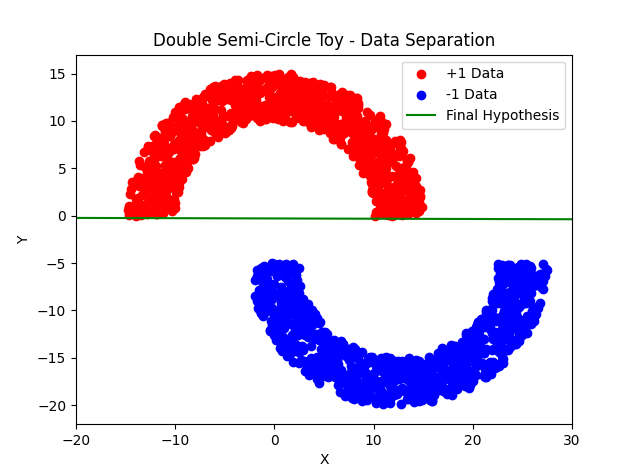 Double Semi-Circle Toy - Data Separation
+1 Data
-1 Data
Final Hypothesis
Y
15
10
5
0
−5
−10
−15
−20
−20
−10
0
10
20
30
X